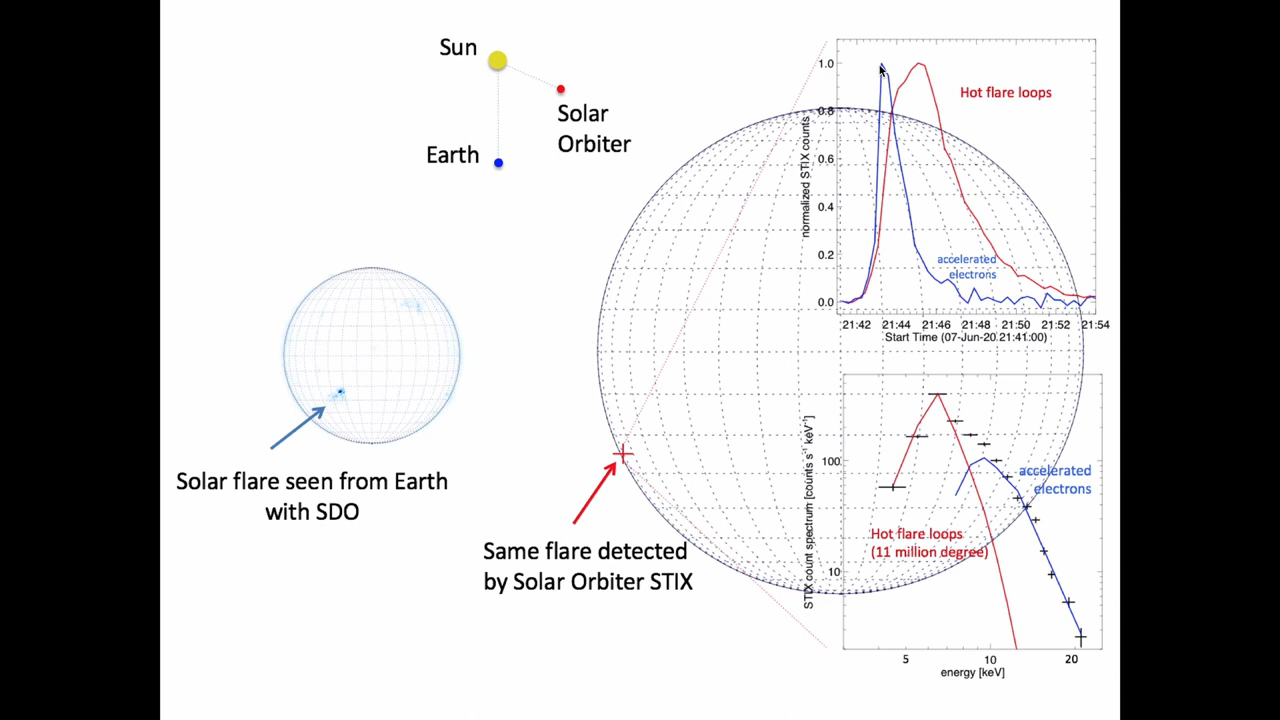 Sun
Solar
Orbiter
Earth
Solar flare seen from Earth
with SDO
Same flare detected
by Solar Orbiter STIX
normalized STIX counts
1.0
0.8
0.6
0.4
0.2
0.0
Hot flare loops
accelerated
electrons
21:42 21:44 21:46 21:48 21:50 21:52 21:54
Start Time (07-Jun-20 21:41:00)
STIX count spectrum [counts s⁻¹ keV⁻¹]
100
10
accelerated
electrons
Hot flare loops
(11 million degree)
5 10 20
energy [keV]